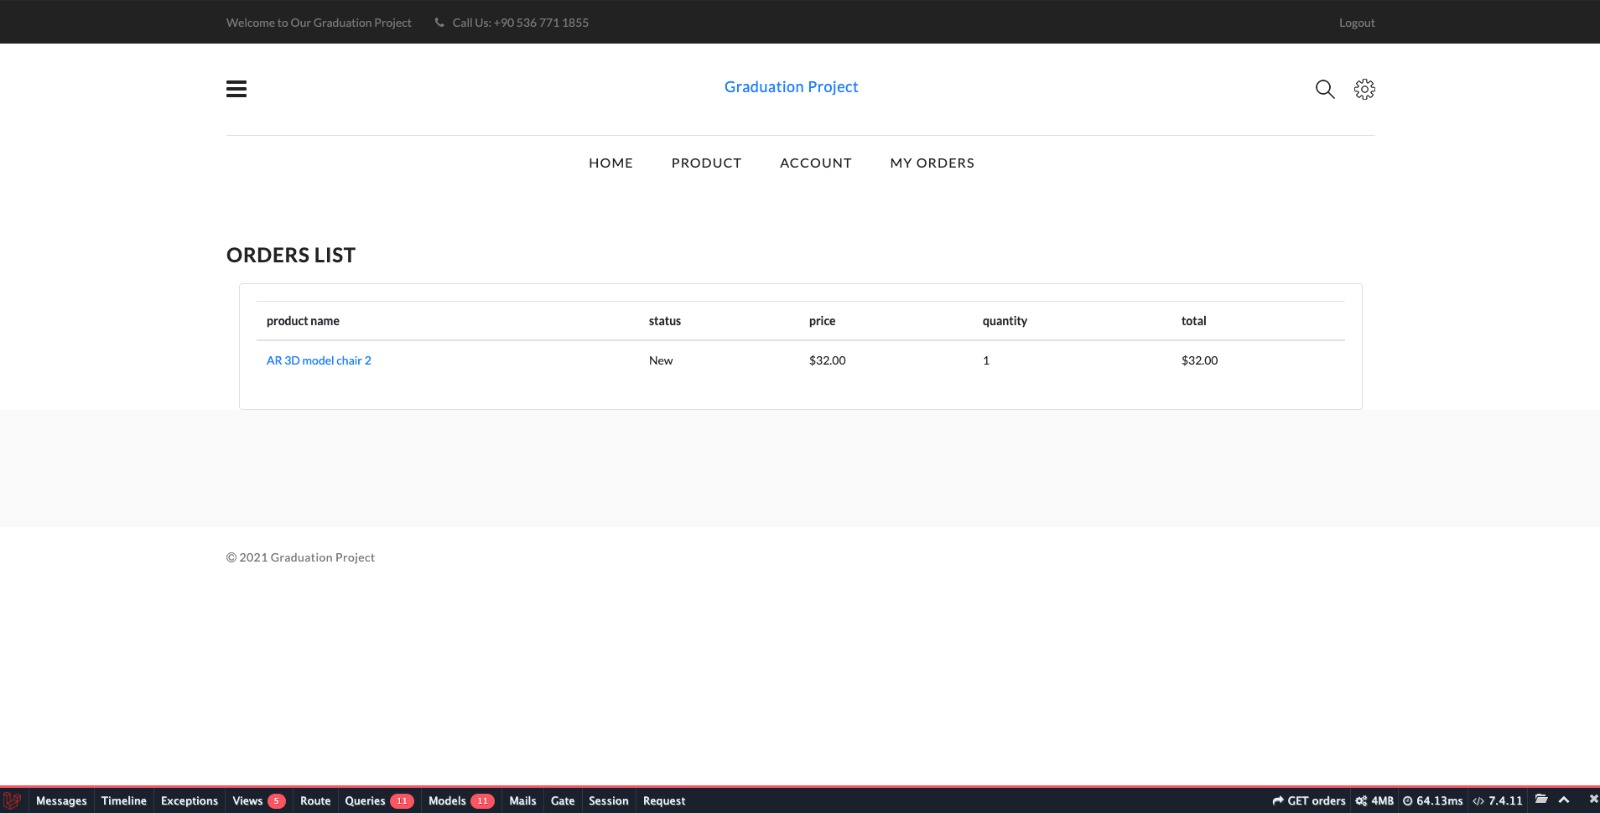 Welcome to Our Graduation Project Call Us: +90 536 771 1855 Logout
Graduation Project
HOME PRODUCT ACCOUNT MY ORDERS
ORDERS LIST
product name status price quantity total
AR 3D model chair 2 New $32.00 1 $32.00
© 2021 Graduation Project
Messages Timeline Exceptions Views 5 Route Queries 11 Models 11 Mails Gate Session Request GET orders 4MB 64.13ms 7.4.11